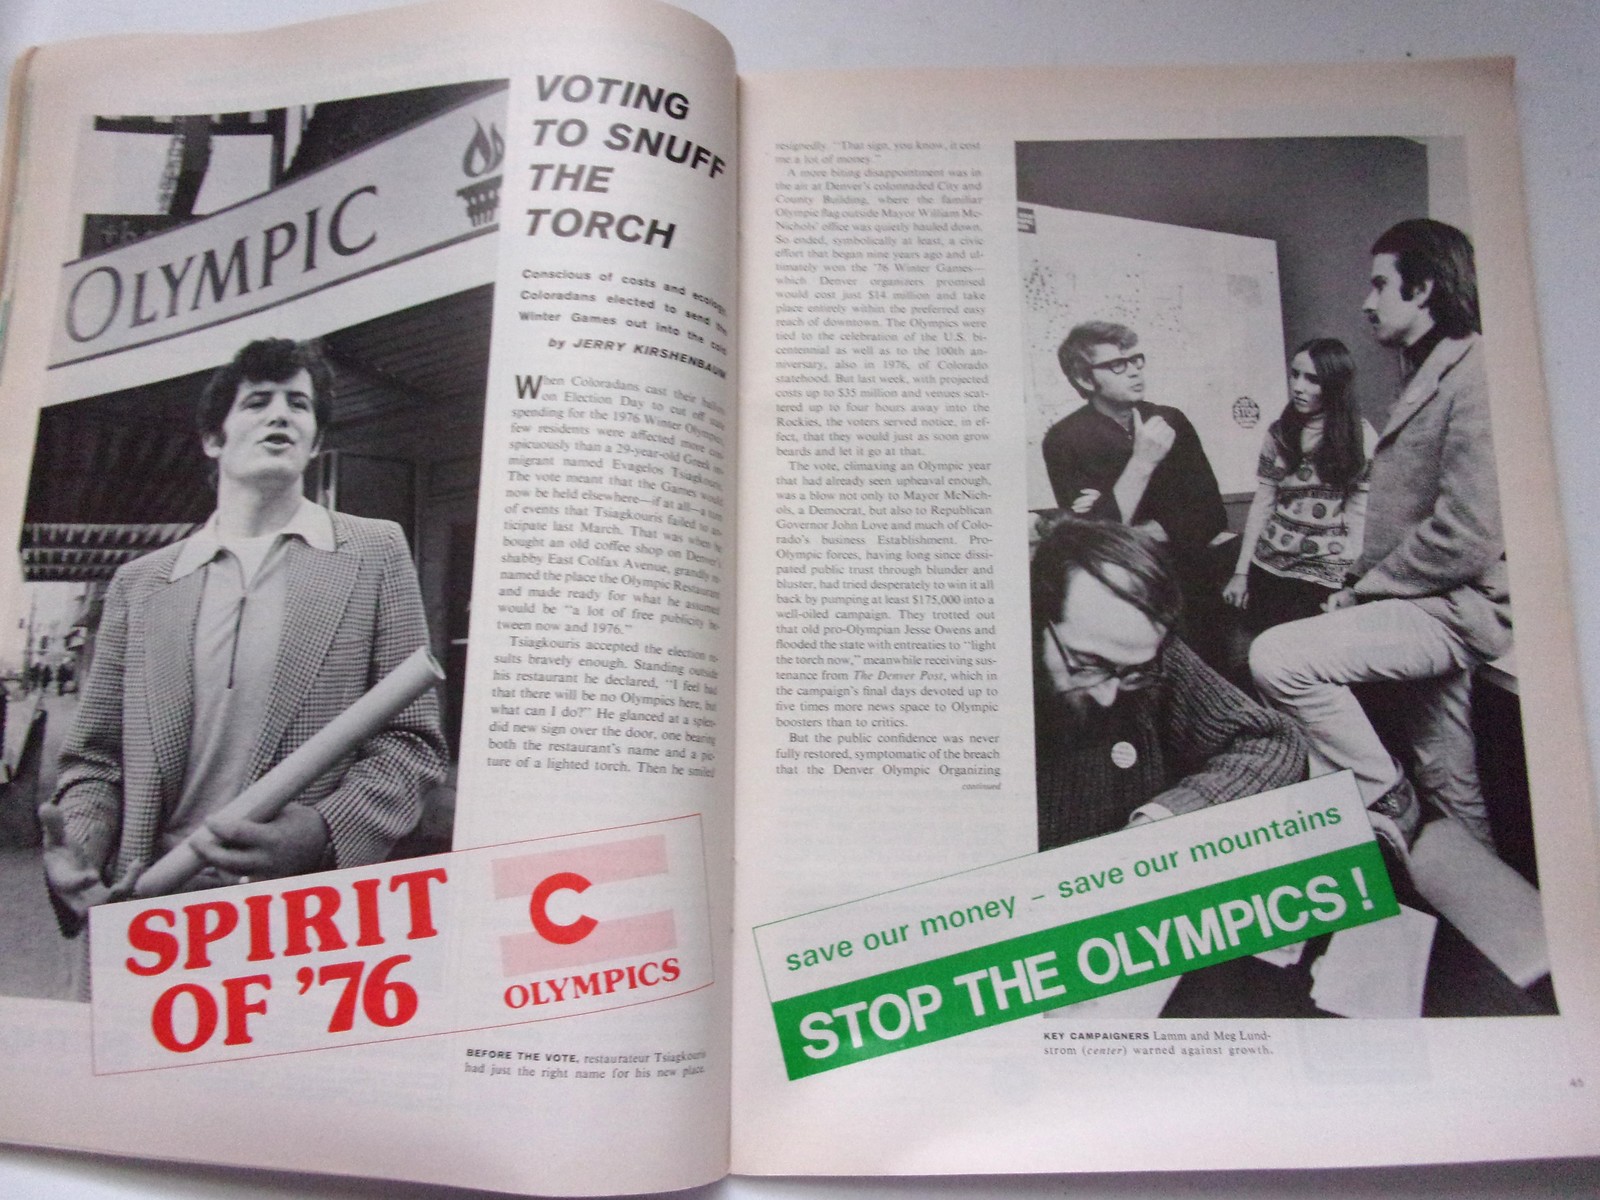 OLYMPIC
VOTING
TO SNUFF
THE
TORCH
Conscious of costs and ecology,
Coloradans elected to send the
Winter Games out into the cold
by JERRY KIRSHENBAUM
When Coloradans cast their
on Election Day to cut off
spending for the 1976 Winter Olympics,
few residents were affected more
spicuously than a 29-year-old Greek
migrant named Evagelos Tsiagkouris.
The vote meant that the Games would
now be held elsewhere—if at all—a turn
of events that Tsiagkouris failed to an-
ticipate last March. That was when he
bought an old coffee shop on Denver's
shabby East Colfax Avenue, grandly
named the place the Olympic Restaurant
and made ready for what he assumed
would be "a lot of free publicity be-
tween now and 1976."
Tsiagkouris accepted the election re-
sults bravely enough. Standing outside
his restaurant he declared, "I feel bad
that there will be no Olympics here, but
what can I do?" He glanced at a splen-
did new sign over the door, one bearing
both the restaurant's name and a pic-
ture of a lighted torch. Then he smiled
SPIRIT
OF '76
C
OLYMPICS
BEFORE THE VOTE, restaurateur Tsiagkouris
had just the right name for his new place.
resignedly. "That sign, you know, it cost
me a lot of money."
A more biting disappointment was in
the air at Denver's colonnaded City and
County Building, where the familiar
Olympic flag outside Mayor William Mc-
Nichols' office was quietly hauled down.
So ended, symbolically at least, a civic
effort that began nine years ago and ul-
timately won the '76 Winter Games—
which Denver organizers promised
would cost just $14 million and take
place entirely within the preferred easy
reach of downtown. The Olympics were
tied to the celebration of the U.S. bi-
centennial as well as to the 100th an-
niversary, also in 1976, of Colorado
statehood. But last week, with projected
costs up to $35 million and venues scat-
tered up to four hours away into the
Rockies, the voters served notice, in ef-
fect, that they would just as soon grow
beards and let it go at that.
The vote, climaxing an Olympic year
that had already seen upheaval enough,
was a blow not only to Mayor McNich-
ols, a Democrat, but also to Republican
Governor John Love and much of Colo-
rado's business Establishment. Pro-
Olympic forces, having long since dissi-
pated public trust through blunder and
bluster, had tried desperately to win it all
back by pumping at least $175,000 into a
well-oiled campaign. They trotted out
that old pro-Olympian Jesse Owens and
flooded the state with entreaties to "light
the torch now," meanwhile receiving sus-
tenance from The Denver Post, which in
the campaign's final days devoted up to
five times more news space to Olympic
boosters than to critics.
But the public confidence was never
fully restored, symptomatic of the breach
that the Denver Olympic Organizing
continued
save our money – save our mountains
STOP THE OLYMPICS!
KEY CAMPAIGNERS Lamm and Meg Lund-
strom (center) warned against growth.
45